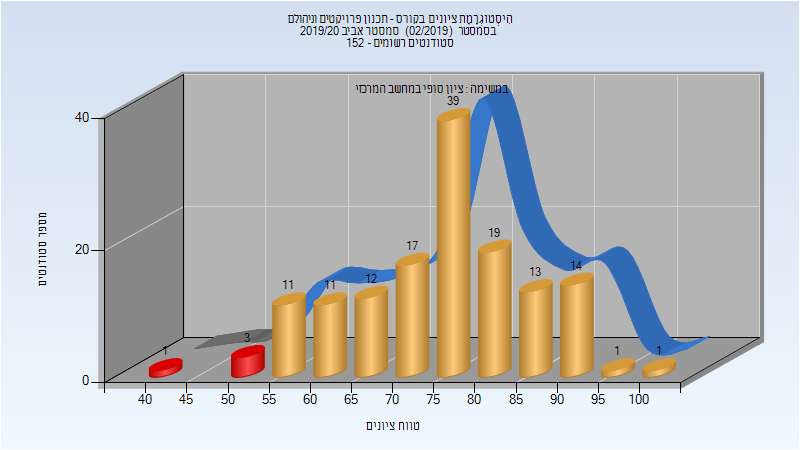 היסטוגרמת ציונים בקורס - תכנון פרויקטים וניהולם
בסמסטר (02/2019) סמסטר אביב 2019/20
סטודנטים רשומים - 152
במשימה : ציון סופי במחשב המרכזי
מספר סטודנטים
40
20
0
1
3
11
11
12
17
39
19
13
14
1
1
40 45 50 55 60 65 70 75 80 85 90 95 100
טווח ציונים